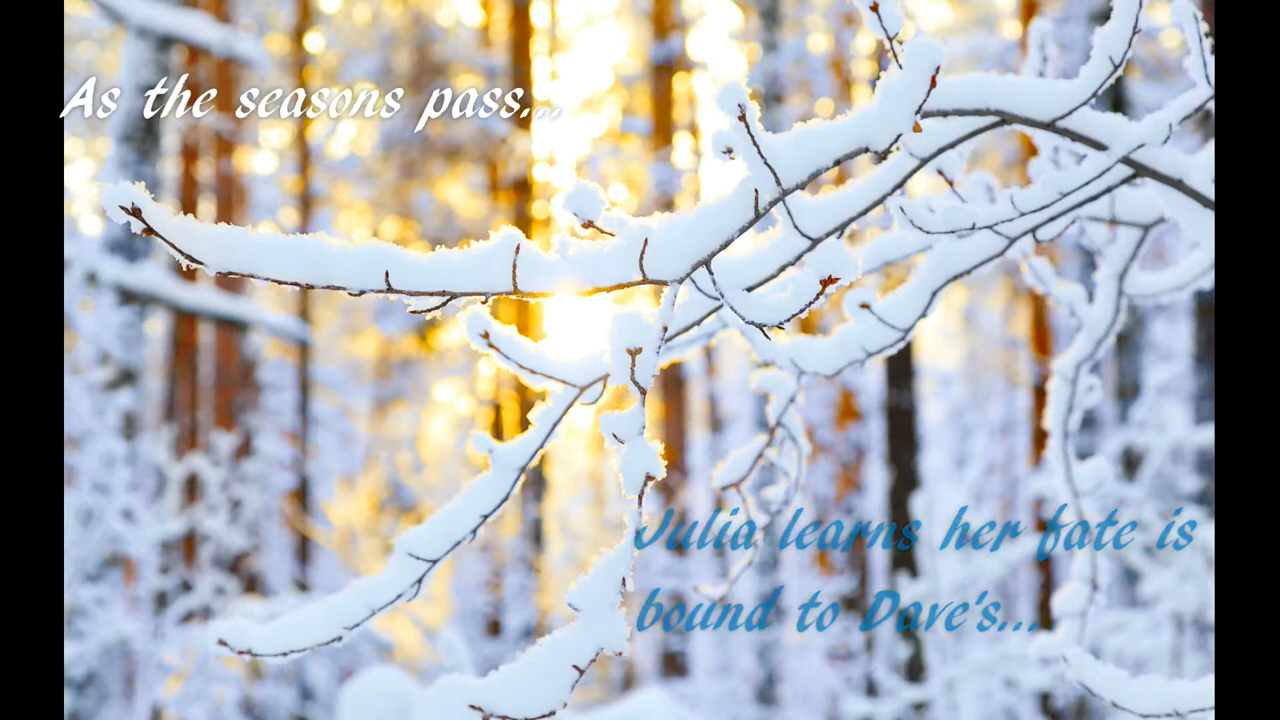 As the seasons pass...
Julia learns her fate is
bound to Dave's...